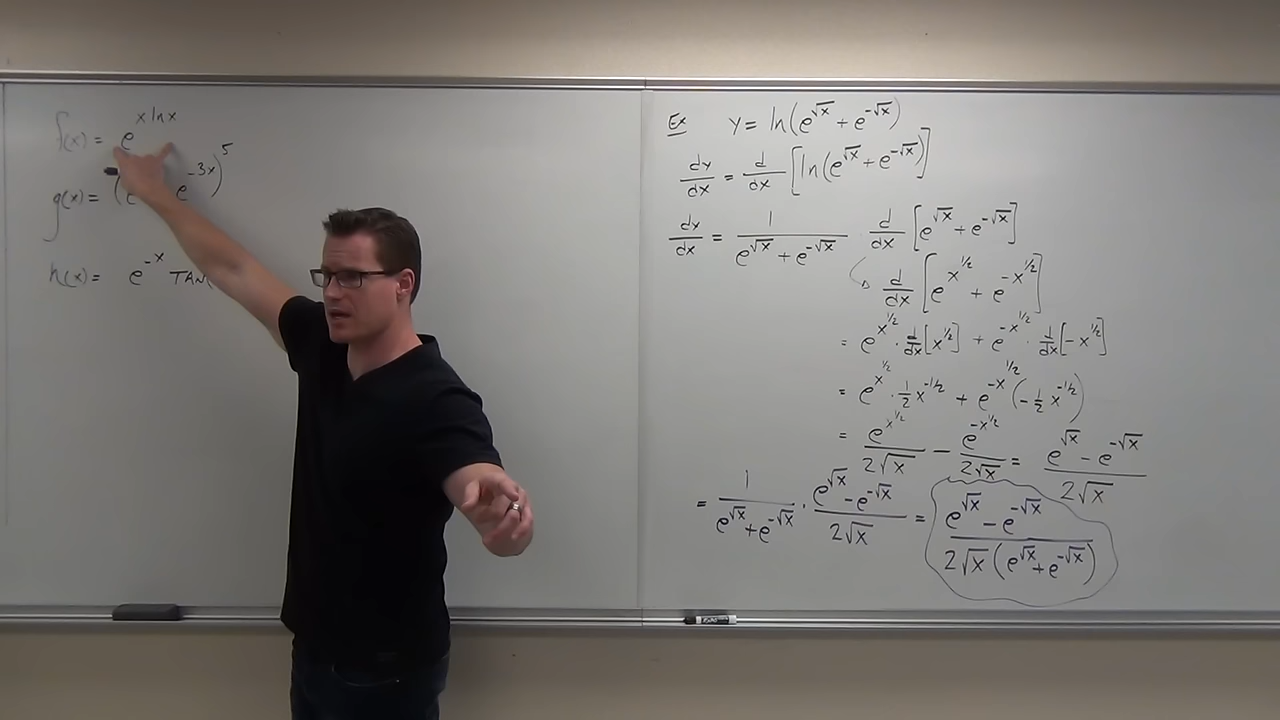 f(x) = e^{x ln x}
g(x) = (e e^{-3x})^5
h(x) = e^{-x} TAN(
Ex y = ln(e^{√x} + e^{-√x})
dy/dx = d/dx [ln(e^{√x} + e^{-√x})]
dy/dx = 1/(e^{√x} + e^{-√x}) · d/dx [e^{√x} + e^{-√x}]
d/dx [e^{x^{1/2}} + e^{-x^{1/2}}]
= e^{x^{1/2}} · d/dx [x^{1/2}] + e^{-x^{1/2}} · d/dx [-x^{1/2}]
= e^{x^{1/2}} · 1/2 x^{-1/2} + e^{-x^{1/2}} (-1/2 x^{-1/2})
= e^{x^{1/2}}/(2√x) - e^{-x^{1/2}}/(2√x) = (e^{√x} - e^{-√x})/(2√x)
= 1/(e^{√x} + e^{-√x}) · (e^{√x} - e^{-√x})/(2√x) = (e^{√x} - e^{-√x})/(2√x (e^{√x} + e^{-√x}))
EXPO